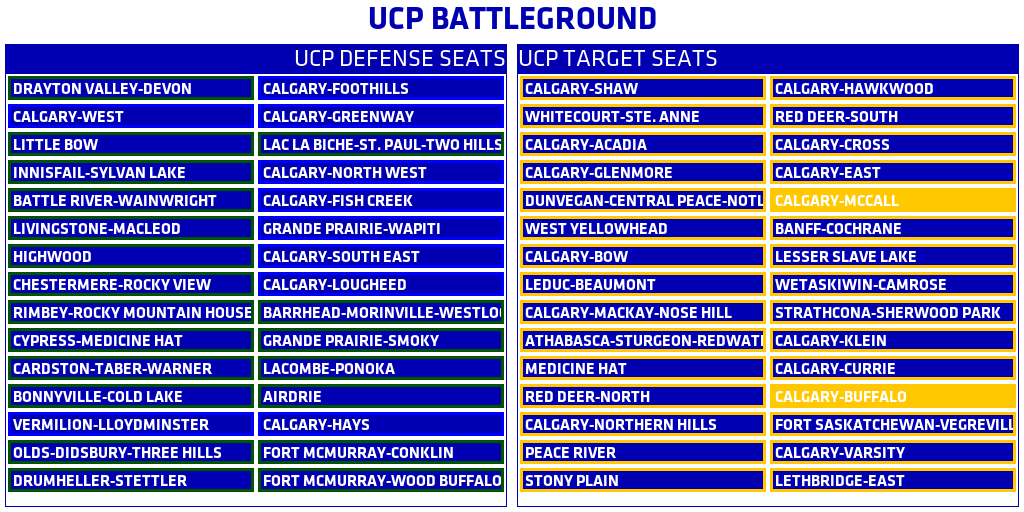 UCP BATTLEGROUND
UCP DEFENSE SEATS
DRAYTON VALLEY-DEVON CALGARY-FOOTHILLS
CALGARY-WEST CALGARY-GREENWAY
LITTLE BOW LAC LA BICHE-ST. PAUL-TWO HILLS
INNISFAIL-SYLVAN LAKE CALGARY-NORTH WEST
BATTLE RIVER-WAINWRIGHT CALGARY-FISH CREEK
LIVINGSTONE-MACLEOD GRANDE PRAIRIE-WAPITI
HIGHWOOD CALGARY-SOUTH EAST
CHESTERMERE-ROCKY VIEW CALGARY-LOUGHEED
RIMBEY-ROCKY MOUNTAIN HOUSE BARRHEAD-MORINVILLE-WESTLO
CYPRESS-MEDICINE HAT GRANDE PRAIRIE-SMOKY
CARDSTON-TABER-WARNER LACOMBE-PONOKA
BONNYVILLE-COLD LAKE AIRDRIE
VERMILION-LLOYDMINSTER CALGARY-HAYS
OLDS-DIDSBURY-THREE HILLS FORT MCMURRAY-CONKLIN
DRUMHELLER-STETTLER FORT MCMURRAY-WOOD BUFFALO
UCP TARGET SEATS
CALGARY-SHAW CALGARY-HAWKWOOD
WHITECOURT-STE. ANNE RED DEER-SOUTH
CALGARY-ACADIA CALGARY-CROSS
CALGARY-GLENMORE CALGARY-EAST
DUNVEGAN-CENTRAL PEACE-NOTL CALGARY-MCCALL
WEST YELLOWHEAD BANFF-COCHRANE
CALGARY-BOW LESSER SLAVE LAKE
LEDUC-BEAUMONT WETASKIWIN-CAMROSE
CALGARY-MACKAY-NOSE HILL STRATHCONA-SHERWOOD PARK
ATHABASCA-STURGEON-REDWAT CALGARY-KLEIN
MEDICINE HAT CALGARY-CURRIE
RED DEER-NORTH CALGARY-BUFFALO
CALGARY-NORTHERN HILLS FORT SASKATCHEWAN-VEGREVILL
PEACE RIVER CALGARY-VARSITY
STONY PLAIN LETHBRIDGE-EAST